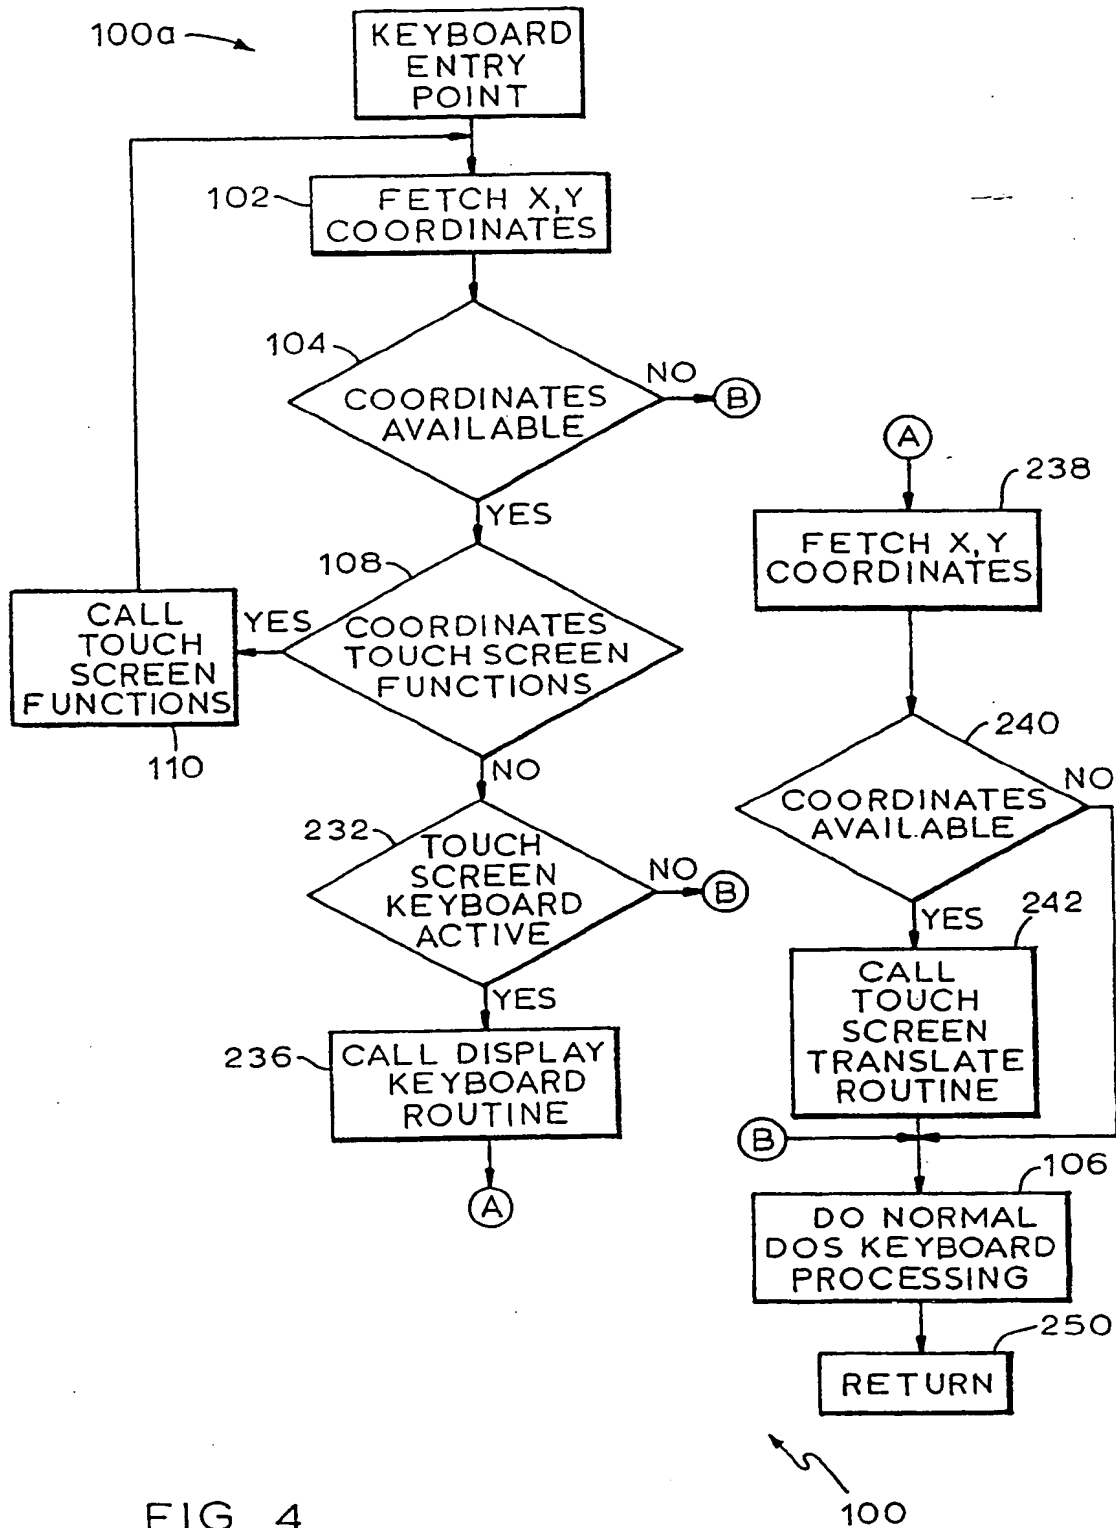 100a
KEYBOARD
ENTRY
POINT
102
FETCH X,Y
COORDINATES
104
COORDINATES
AVAILABLE
NO
B
YES
108
COORDINATES
TOUCH SCREEN
FUNCTIONS
YES
CALL
TOUCH
SCREEN
FUNCTIONS
110
NO
232
TOUCH
SCREEN
KEYBOARD
ACTIVE
NO
B
YES
236
CALL DISPLAY
KEYBOARD
ROUTINE
A
A
238
FETCH X,Y
COORDINATES
240
COORDINATES
AVAILABLE
NO
YES
242
CALL
TOUCH
SCREEN
TRANSLATE
ROUTINE
B
106
DO NORMAL
DOS KEYBOARD
PROCESSING
250
RETURN
100
FIG 4